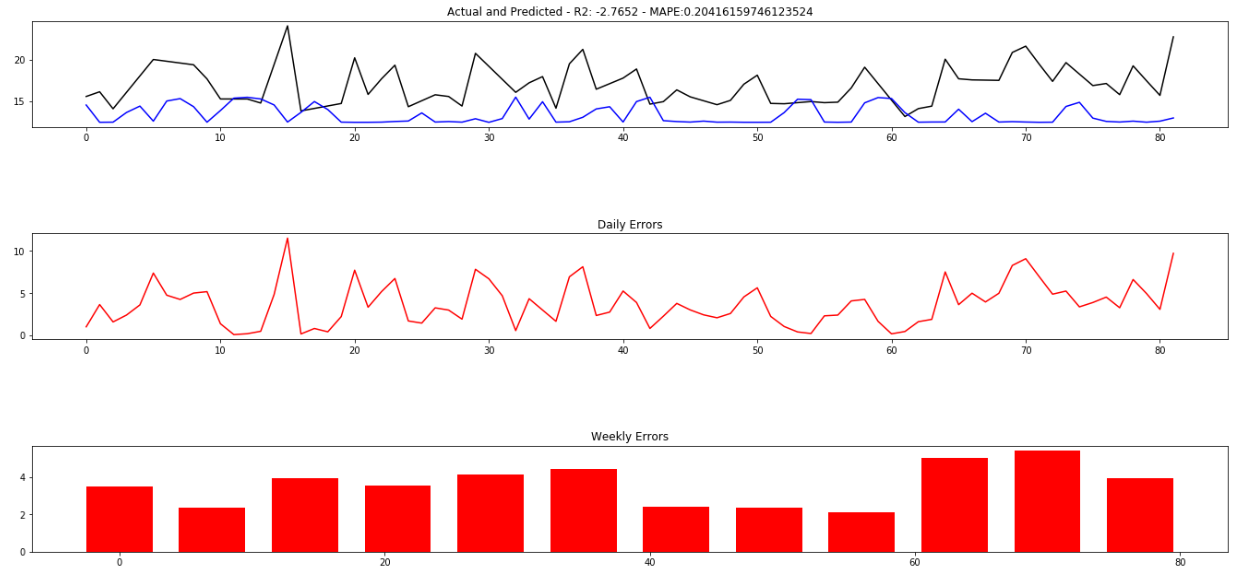 Actual and Predicted - R2: -2.7652 - MAPE:0.20416159746123524
20
15
0 10 20 30 40 50 60 70 80
Daily Errors
10
5
0
0 10 20 30 40 50 60 70 80
Weekly Errors
4
2
0
0 20 40 60 80